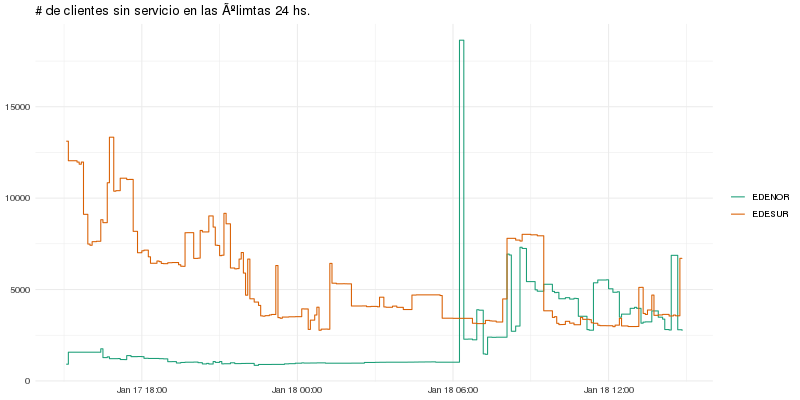 # de clientes sin servicio en las Ãºlimtas 24 hs.
15000
10000
5000
0
Jan 17 18:00
Jan 18 00:00
Jan 18 06:00
Jan 18 12:00
EDENOR
EDESUR